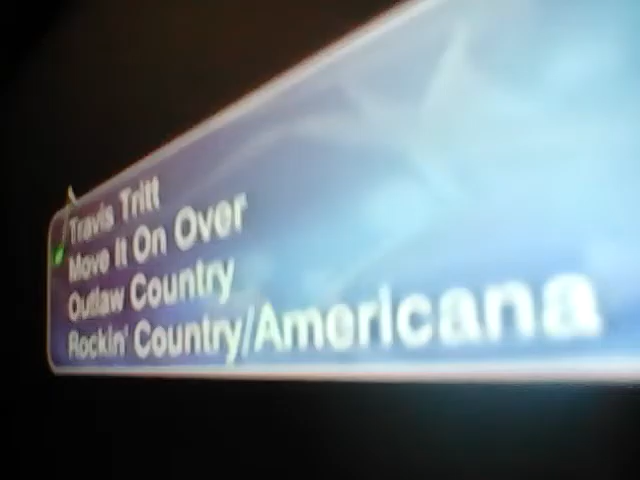 Travis Tritt
Move It On Over
Outlaw Country
Rockin' Country/Americana